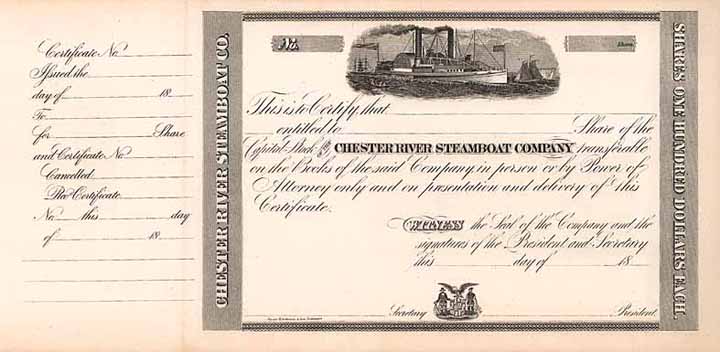 Certificate No
Issued the
day of 18
To
for Share
and Certificate No
Cancelled
Rec Certificate
No this day
of 18
CHESTER RIVER STEAMBOAT CO.
No
Shares
This is to Certify, that
entitled to Share of the
Capital Stock of the CHESTER RIVER STEAMBOAT COMPANY transferable
on the Books of the said Company, in person or by Power of
Attorney only and on presentation and delivery of this
Certificate.
WITNESS the Seal of the Company and the
signatures of the President and Secretary
this day of 18
Secretary President.
SHARES ONE HUNDRED DOLLARS EACH.